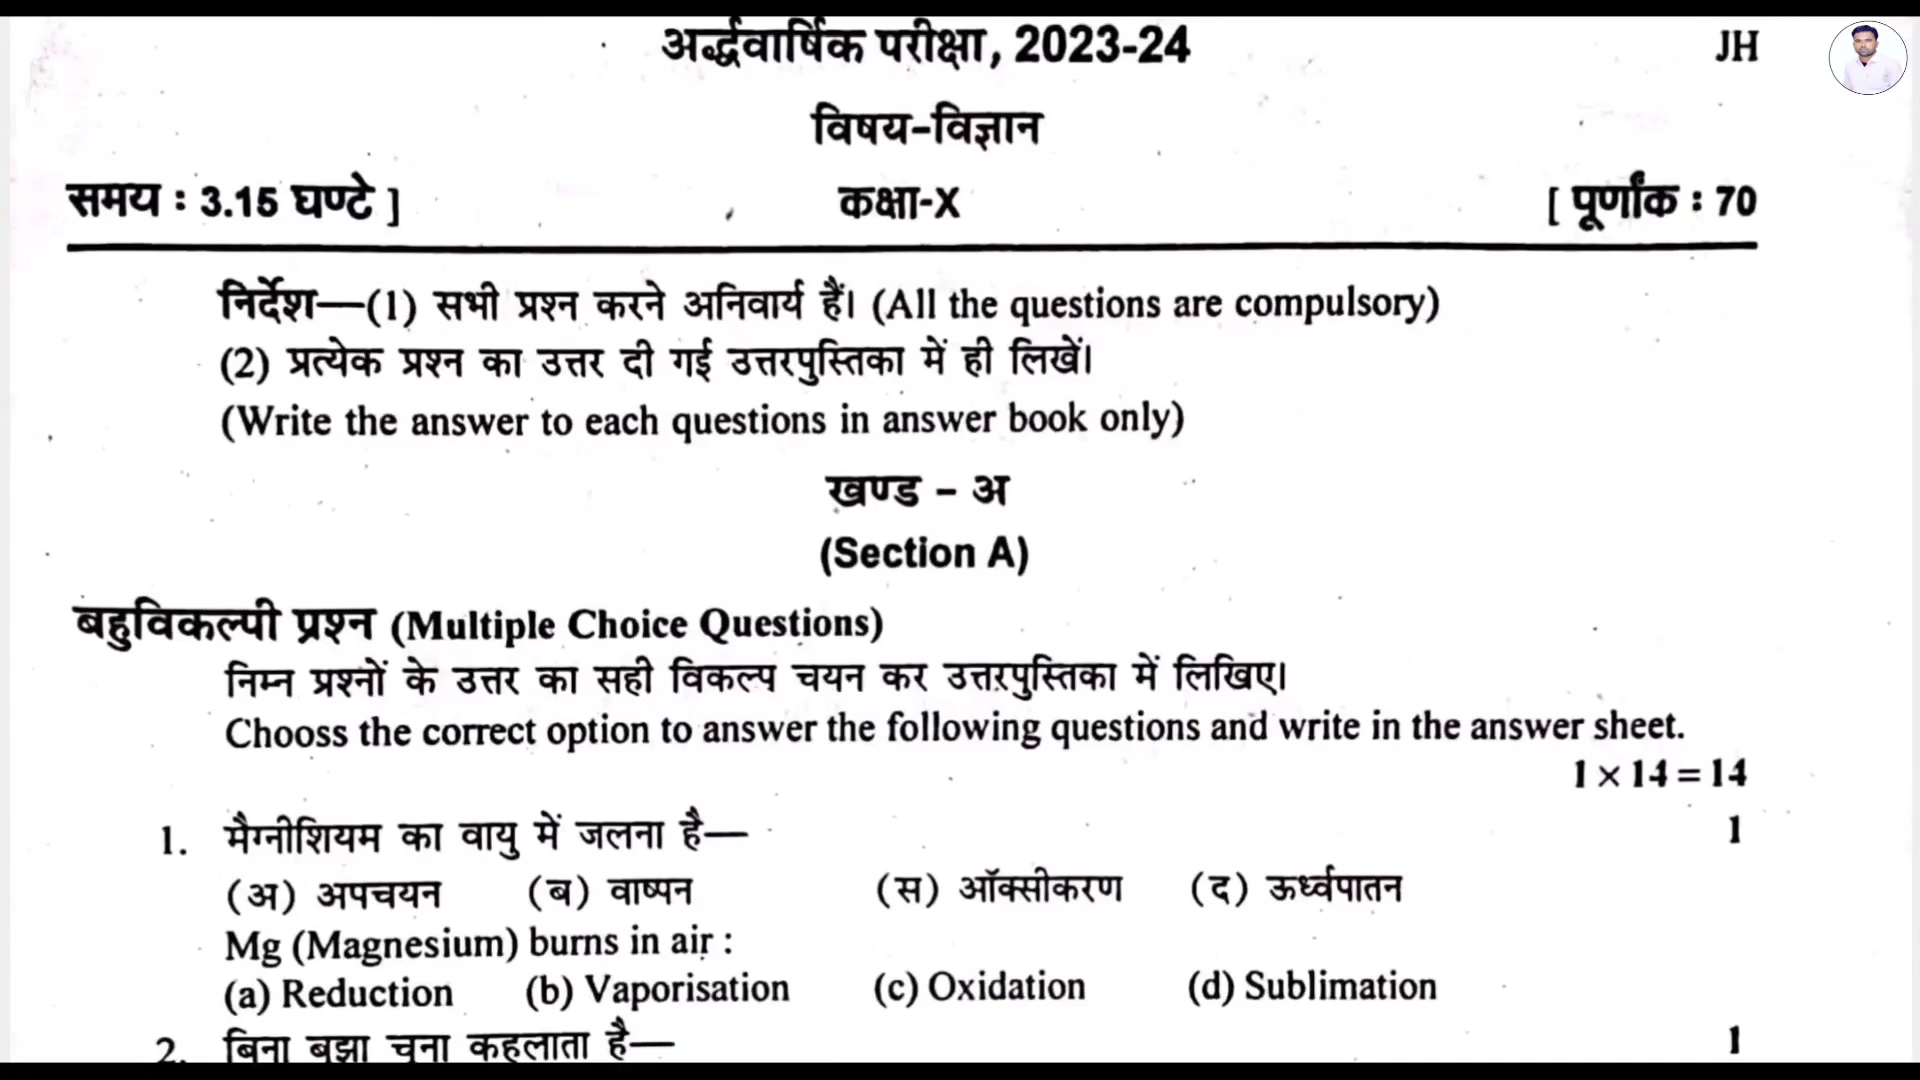 अर्द्धवार्षिक परीक्षा, 2023-24 JH
विषय-विज्ञान
समय : 3.15 घण्टे ] कक्षा-X [ पूर्णांक : 70
निर्देश—(1) सभी प्रश्न करने अनिवार्य हैं। (All the questions are compulsory)
(2) प्रत्येक प्रश्न का उत्तर दी गई उत्तरपुस्तिका में ही लिखें।
(Write the answer to each questions in answer book only)
खण्ड - अ
(Section A)
बहुविकल्पी प्रश्न (Multiple Choice Questions)
निम्न प्रश्नों के उत्तर का सही विकल्प चयन कर उत्तरपुस्तिका में लिखिए।
Chooss the correct option to answer the following questions and write in the answer sheet.
1 × 14 = 14
1. मैग्नीशियम का वायु में जलना है— 1
(अ) अपचयन (ब) वाष्पन (स) ऑक्सीकरण (द) ऊर्ध्वपातन
Mg (Magnesium) burns in air :
(a) Reduction (b) Vaporisation (c) Oxidation (d) Sublimation
2. बिना बुझा चूना कहलाता है— 1